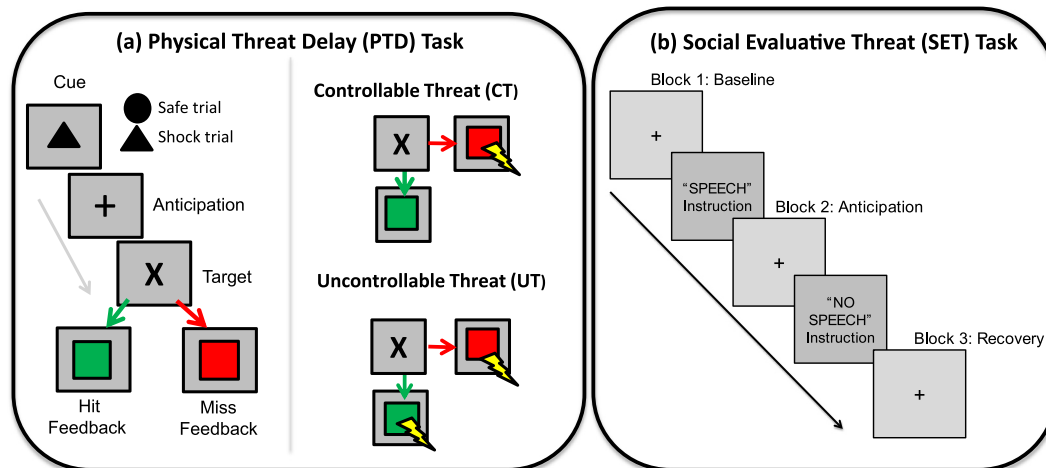 (a) Physical Threat Delay (PTD) Task
Cue
Safe trial
Shock trial
+
Anticipation
X
Target
Hit
Feedback
Miss
Feedback
Controllable Threat (CT)
X
Uncontrollable Threat (UT)
X
(b) Social Evaluative Threat (SET) Task
Block 1: Baseline
+
“SPEECH”
Instruction
Block 2: Anticipation
+
“NO
SPEECH”
Instruction
Block 3: Recovery
+